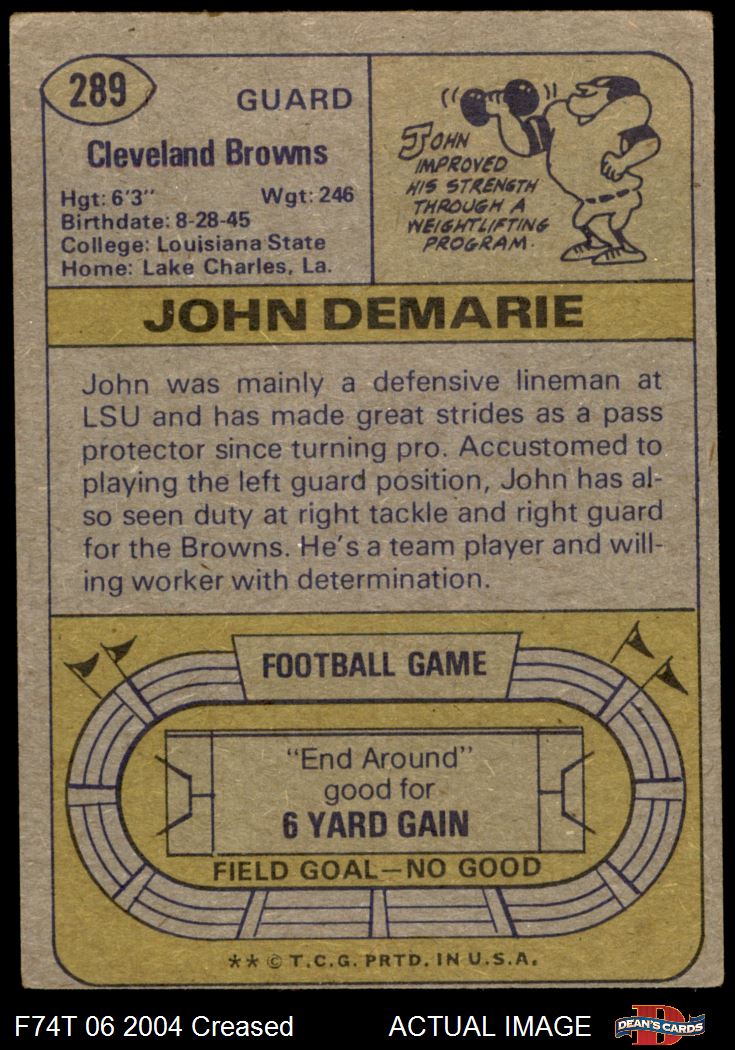 289
GUARD
Cleveland Browns
Hgt: 6'3" Wgt: 246
Birthdate: 8-28-45
College: Louisiana State
Home: Lake Charles, La.
JOHN
IMPROVED
HIS STRENGTH
THROUGH A
WEIGHTLIFTING
PROGRAM.
JOHN DEMARIE
John was mainly a defensive lineman at
LSU and has made great strides as a pass
protector since turning pro. Accustomed to
playing the left guard position, John has al-
so seen duty at right tackle and right guard
for the Browns. He's a team player and will-
ing worker with determination.
FOOTBALL GAME
"End Around"
good for
6 YARD GAIN
FIELD GOAL—NO GOOD
** © T.C.G. PRTD. IN U.S.A.
F74T 06 2004 Creased ACTUAL IMAGE DEAN'S CARDS